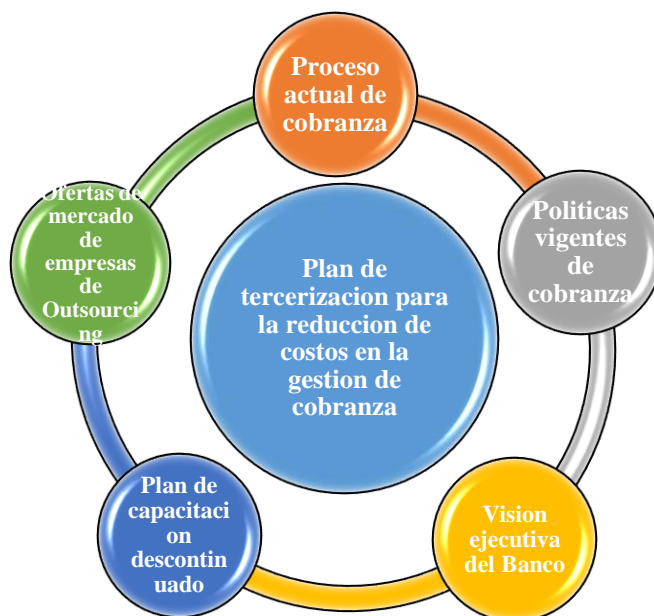 Proceso
actual de
cobranza
Politicas
vigentes
de
cobranza
Vision
ejecutiva
del Banco
Plan de
capacitaci
on
descontin
uado
Ofertas de
mercado
de
empresas
de
Outsourci
ng
Plan de
tercerizacion para
la reduccion de
costos en la
gestion de
cobranza